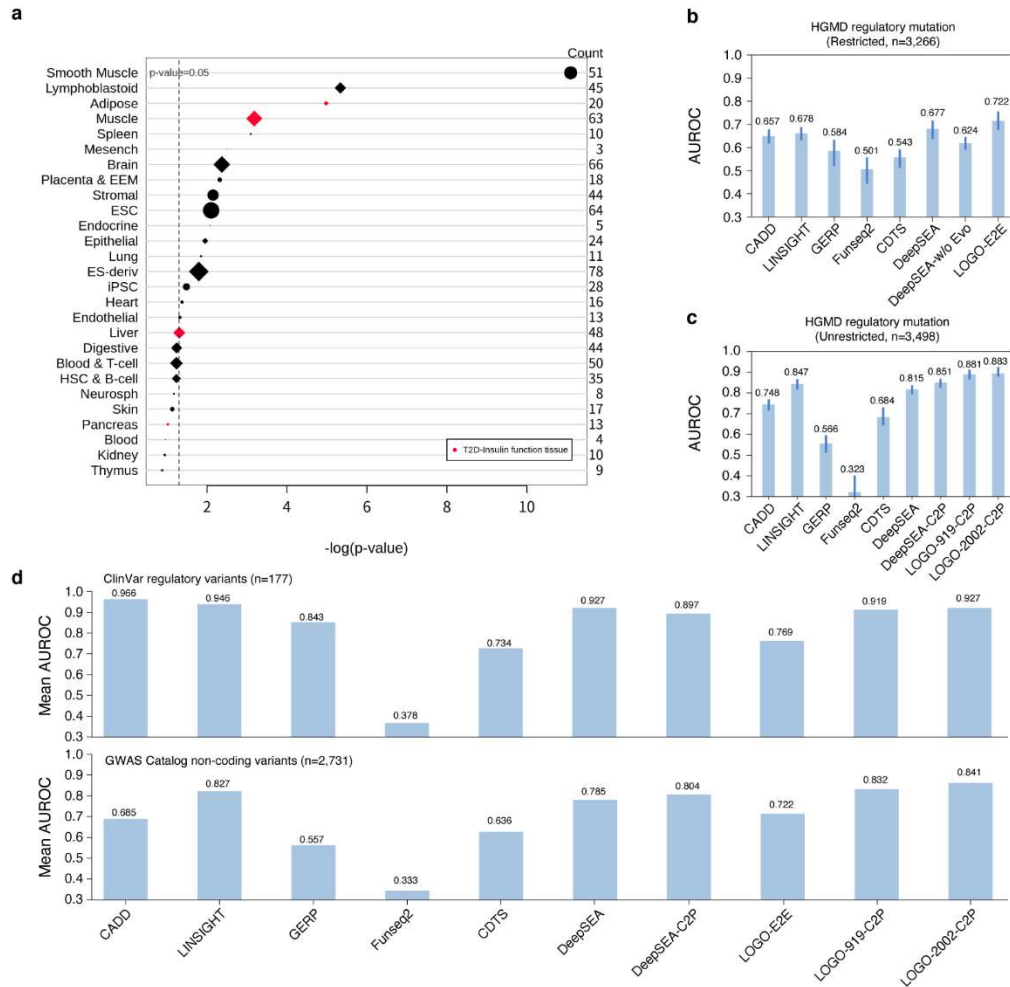 a
Count
p-value=0.05
Smooth Muscle 51
Lymphoblastoid 45
Adipose 20
Muscle 63
Spleen 10
Mesench 3
Brain 66
Placenta & EEM 18
Stromal 44
ESC 64
Endocrine 5
Epithelial 24
Lung 11
ES-deriv 78
iPSC 28
Heart 16
Endothelial 13
Liver 48
Digestive 44
Blood & T-cell 50
HSC & B-cell 35
Neurosph 8
Skin 17
Pancreas 13
Blood 4
Kidney 10
Thymus 9
T2D-Insulin function tissue
2 4 6 8 10
-log(p-value)
b
HGMD regulatory mutation
(Restricted, n=3,266)
AUROC
1.0
0.9
0.8
0.7
0.6
0.5
0.4
0.3
0.657 0.678 0.584 0.501 0.543 0.677 0.624 0.722
CADD LINSIGHT GERP Funseq2 CDTS DeepSEA DeepSEA-w/o Evo LOGO-E2E
c
HGMD regulatory mutation
(Unrestricted, n=3,498)
AUROC
1.0
0.9
0.8
0.7
0.6
0.5
0.4
0.3
0.748 0.847 0.566 0.323 0.684 0.815 0.851 0.881 0.883
CADD LINSIGHT GERP Funseq2 CDTS DeepSEA DeepSEA-C2P LOGO-919-C2P LOGO-2002-C2P
d
ClinVar regulatory variants (n=177)
Mean AUROC
1.0
0.9
0.8
0.7
0.6
0.5
0.4
0.3
0.966 0.946 0.843 0.378 0.734 0.927 0.897 0.769 0.919 0.927
GWAS Catalog non-coding variants (n=2,731)
Mean AUROC
1.0
0.9
0.8
0.7
0.6
0.5
0.4
0.3
0.685 0.827 0.557 0.333 0.636 0.785 0.804 0.722 0.832 0.841
CADD LINSIGHT GERP Funseq2 CDTS DeepSEA DeepSEA-C2P LOGO-E2E LOGO-919-C2P LOGO-2002-C2P